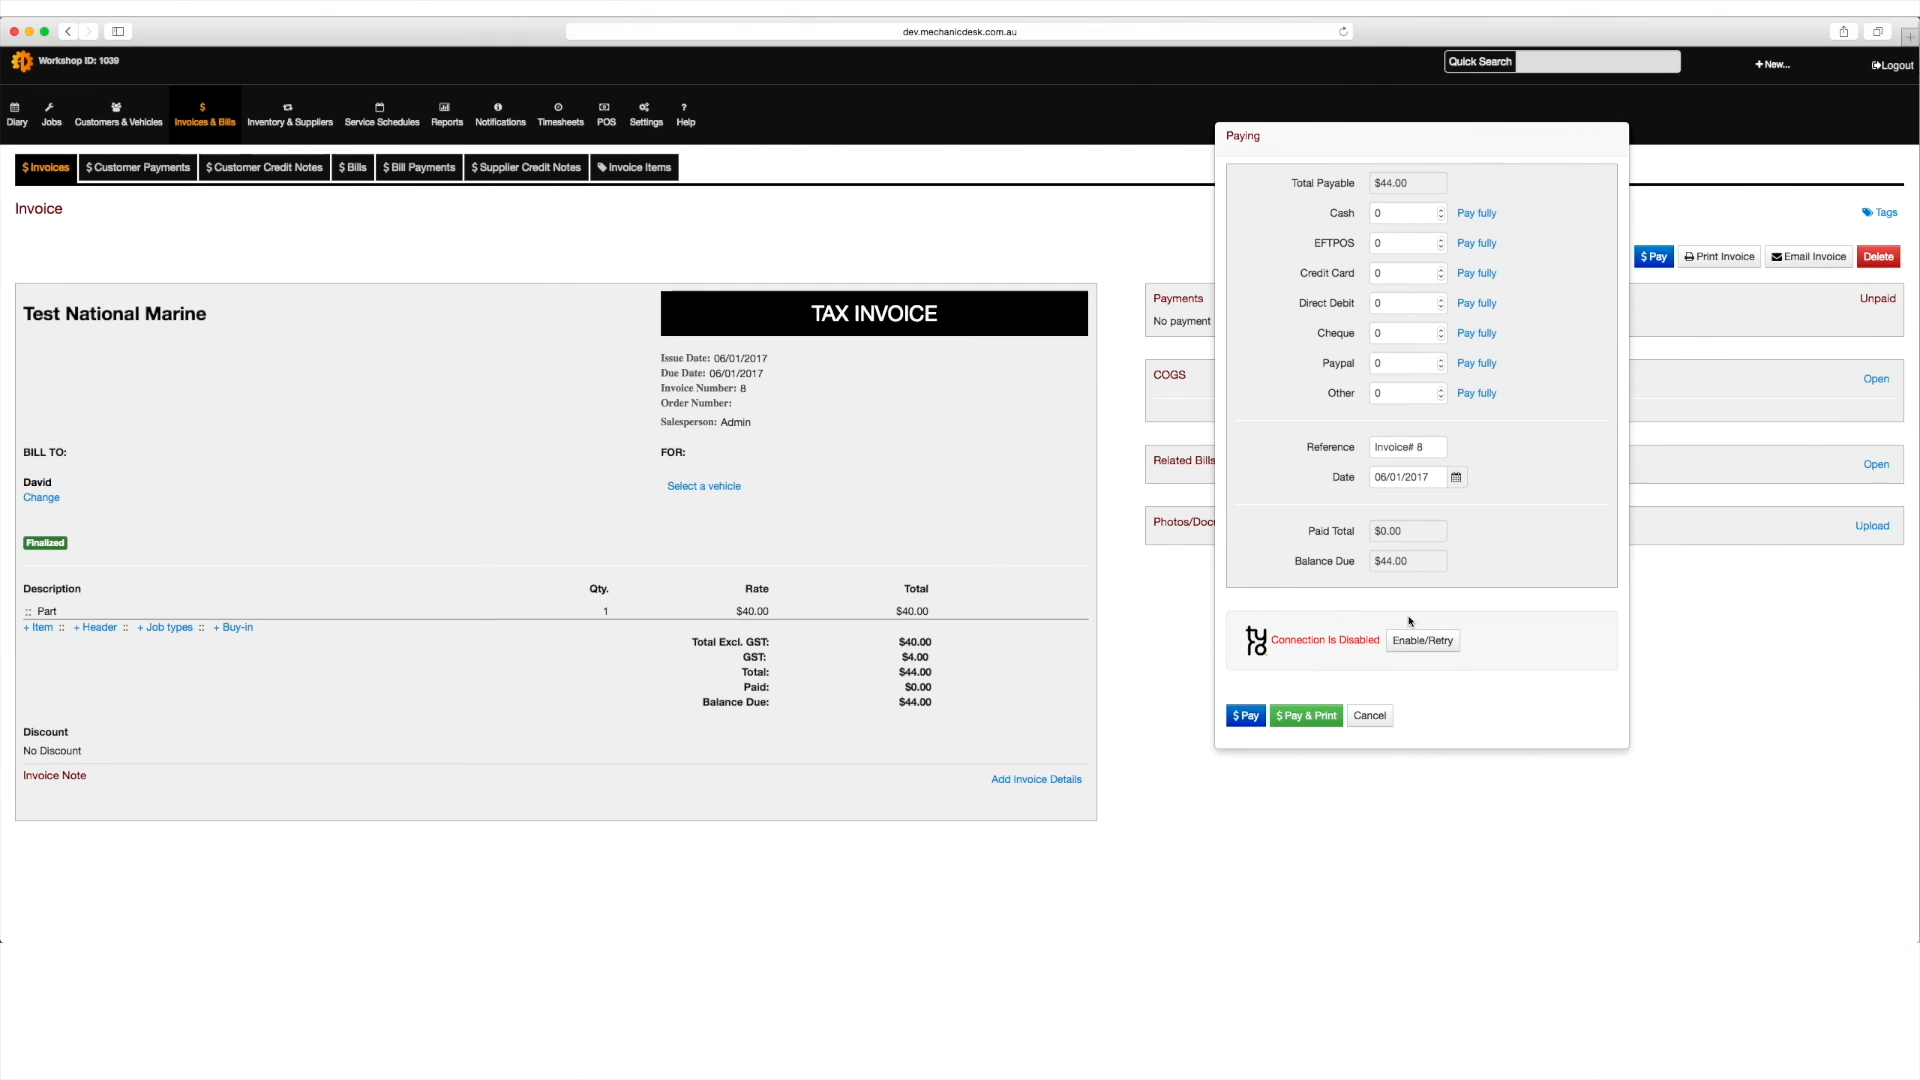 dev.mechanicdesk.com.au
Workshop ID: 1039
Quick Search
+New...
Logout
Diary
Jobs
Customers & Vehicles
$
Invoices & Bills
Inventory & Suppliers
Service Schedules
Reports
Notifications
Timesheets
POS
Settings
?
Help
$ Invoices
$ Customer Payments
$ Customer Credit Notes
$ Bills
$ Bill Payments
$ Supplier Credit Notes
Invoice Items
Invoice
Tags
$ Pay
Print Invoice
Email Invoice
Delete
Test National Marine
TAX INVOICE
Issue Date: 06/01/2017
Due Date: 06/01/2017
Invoice Number: 8
Order Number:
Salesperson: Admin
BILL TO:
FOR:
David
Change
Select a vehicle
Finalized
Description Qty. Rate Total
:: Part 1 $40.00 $40.00
+ Item :: + Header :: + Job types :: + Buy-in
Total Excl. GST: $40.00
GST: $4.00
Total: $44.00
Paid: $0.00
Balance Due: $44.00
Discount
No Discount
Invoice Note
Add Invoice Details
Payments
Unpaid
No payment
COGS
Open
Related Bills
Open
Photos/Docu
Upload
Paying
Total Payable $44.00
Cash 0 Pay fully
EFTPOS 0 Pay fully
Credit Card 0 Pay fully
Direct Debit 0 Pay fully
Cheque 0 Pay fully
Paypal 0 Pay fully
Other 0 Pay fully
Reference Invoice# 8
Date 06/01/2017
Paid Total $0.00
Balance Due $44.00
tyro Connection Is Disabled Enable/Retry
$ Pay
$ Pay & Print
Cancel